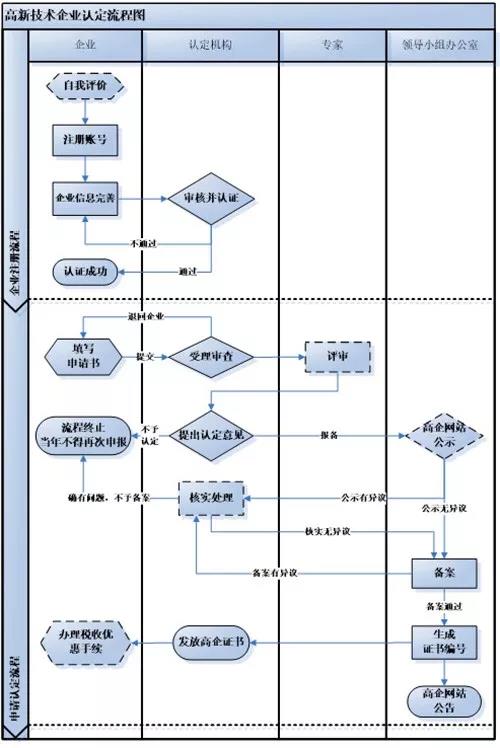 高新技术企业认定流程图
企业
认定机构
专家
领导小组办公室
企业注册流程
自我评价
注册账号
企业信息完善
审核并认证
不通过
认证成功
通过
申请认定流程
退回企业
填写
申请书
提交
受理审查
评审
流程终止
当年不得再次申报
不予
认定
提出认定意见
报备
高企网站
公示
确有问题，不予备案
核实处理
公示有异议
公示无异议
核实无异议
备案有异议
备案
备案通过
办理税收优
惠手续
发放高企证书
生成
证书编号
高企网站
公告